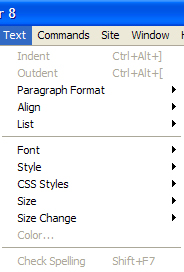 r 8
Text Commands Site Window
Indent Ctrl+Alt+]
Outdent Ctrl+Alt+[
Paragraph Format
Align
List
Font
Style
CSS Styles
Size
Size Change
Color...
Check Spelling Shift+F7